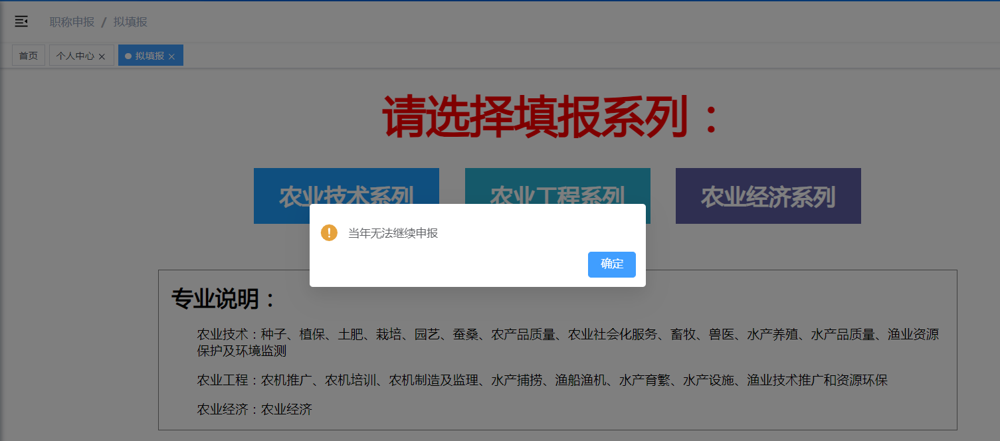 职称申报 / 拟填报
首页 个人中心 × 拟填报 ×
请选择填报系列：
农业技术系列 农业工程系列 农业经济系列
当年无法继续申报
确定
专业说明：
农业技术：种子、植保、土肥、栽培、园艺、蚕桑、农产品质量、农业社会化服务、畜牧、兽医、水产养殖、水产品质量、渔业资源
保护及环境监测
农业工程：农机推广、农机培训、农机制造及监理、水产捕捞、渔船渔机、水产育繁、水产设施、渔业技术推广和资源环保
农业经济：农业经济